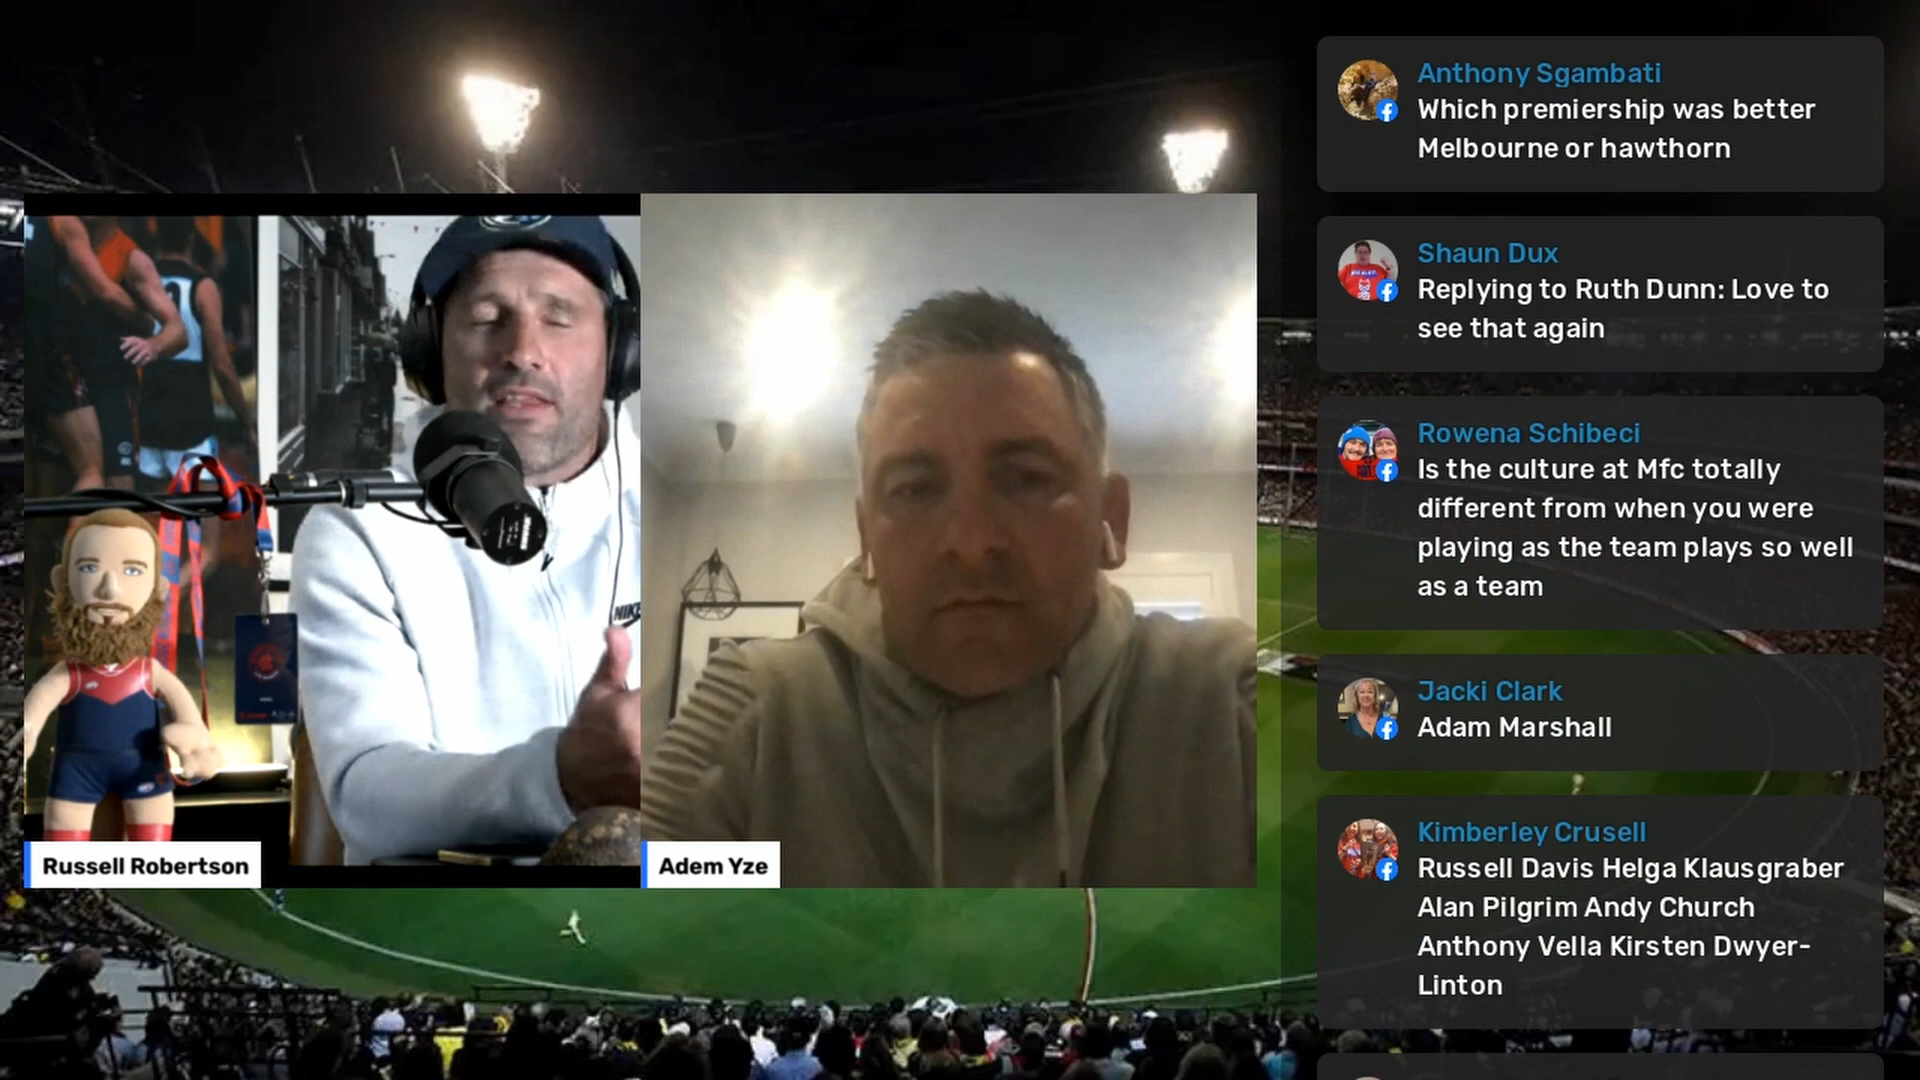 Anthony Sgambati
Which premiership was better
Melbourne or hawthorn
Shaun Dux
Replying to Ruth Dunn: Love to
see that again
Rowena Schibeci
Is the culture at Mfc totally
different from when you were
playing as the team plays so well
as a team
Jacki Clark
Adam Marshall
Kimberley Crusell
Russell Davis Helga Klausgraber
Alan Pilgrim Andy Church
Anthony Vella Kirsten Dwyer-
Linton
NIKE
Russell Robertson
Adem Yze